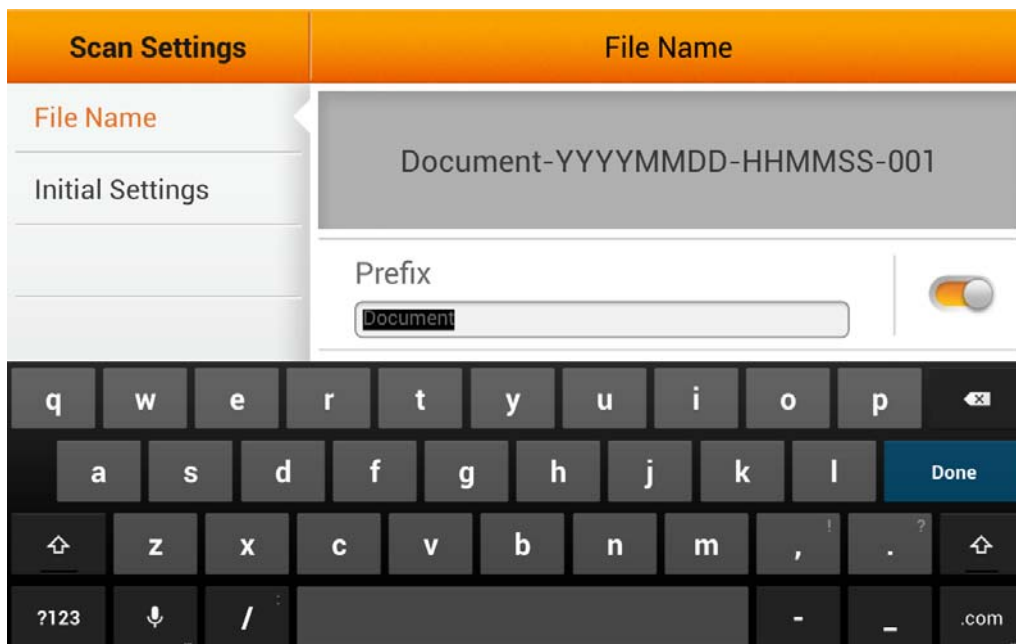 Scan Settings
File Name
File Name
Initial Settings
Document-YYYYMMDD-HHMMSS-001
Prefix
Document
q w e r t y u i o p
a s d f g h j k l Done
z x c v b n m , ! . ?
?123 / : - _ .com